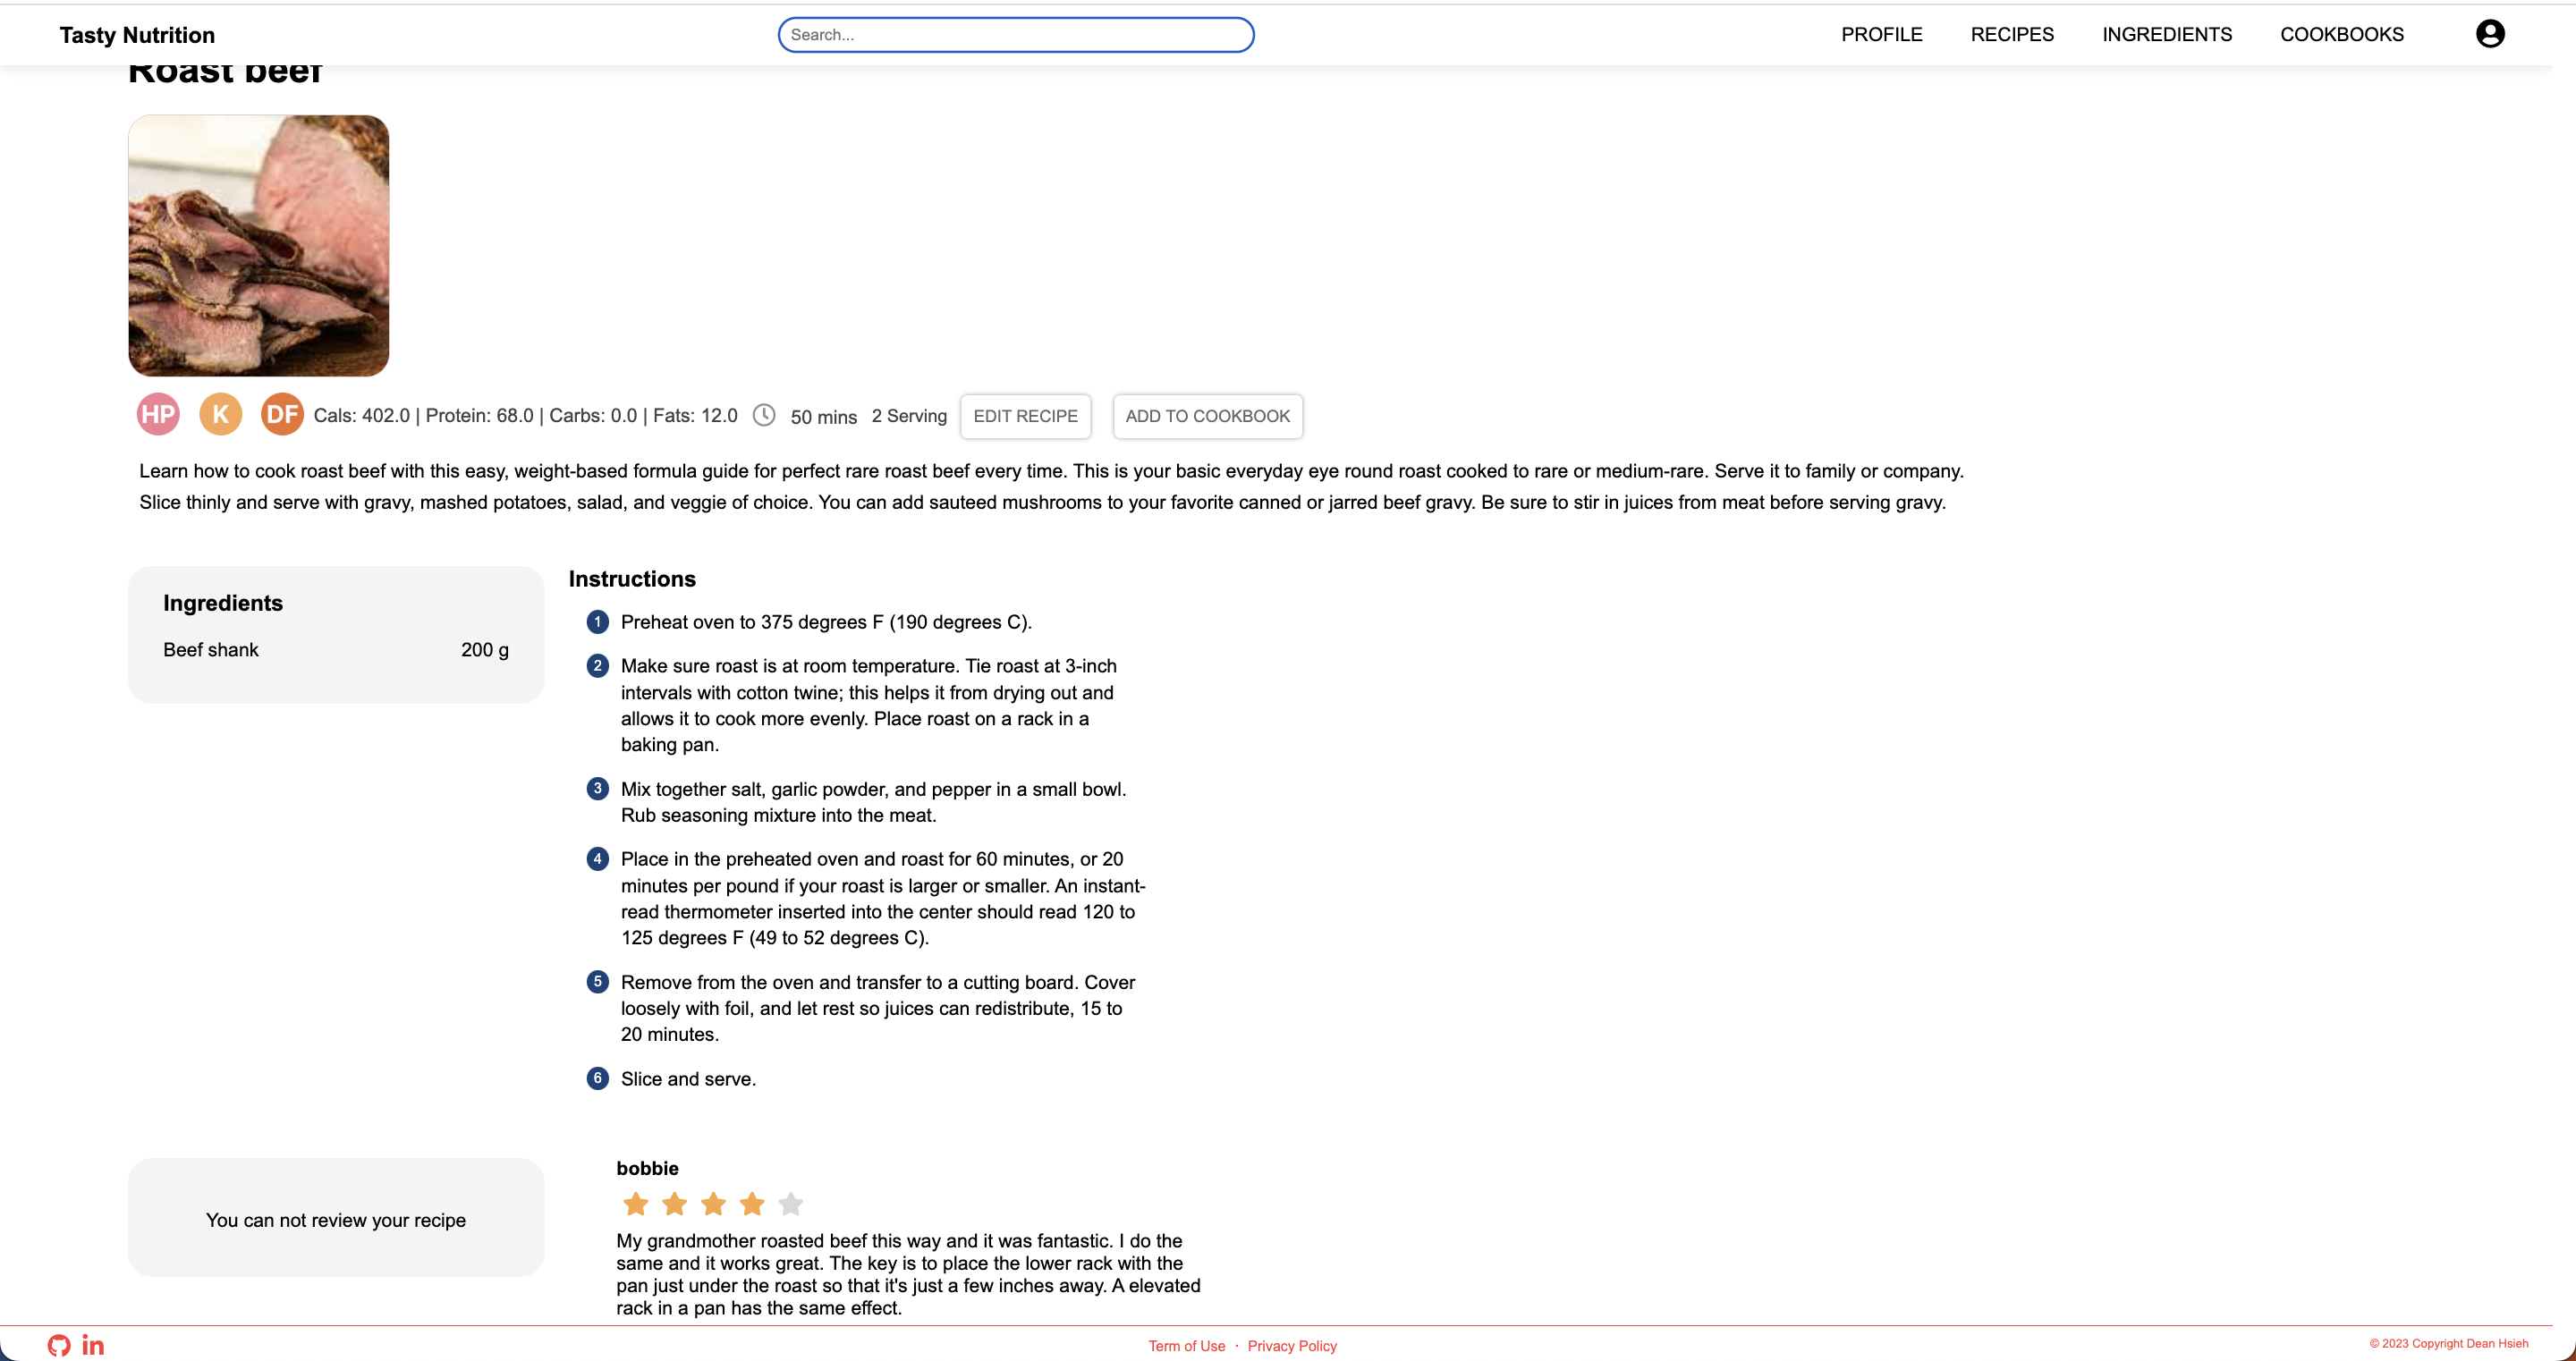 Tasty Nutrition
Search...
PROFILE
RECIPES
INGREDIENTS
COOKBOOKS
Roast beef
HP K DF Cals: 402.0 | Protein: 68.0 | Carbs: 0.0 | Fats: 12.0 50 mins 2 Serving EDIT RECIPE ADD TO COOKBOOK
Learn how to cook roast beef with this easy, weight-based formula guide for perfect rare roast beef every time. This is your basic everyday eye round roast cooked to rare or medium-rare. Serve it to family or company.
Slice thinly and serve with gravy, mashed potatoes, salad, and veggie of choice. You can add sauteed mushrooms to your favorite canned or jarred beef gravy. Be sure to stir in juices from meat before serving gravy.
Ingredients
Beef shank 200 g
Instructions
1 Preheat oven to 375 degrees F (190 degrees C).
2 Make sure roast is at room temperature. Tie roast at 3-inch
intervals with cotton twine; this helps it from drying out and
allows it to cook more evenly. Place roast on a rack in a
baking pan.
3 Mix together salt, garlic powder, and pepper in a small bowl.
Rub seasoning mixture into the meat.
4 Place in the preheated oven and roast for 60 minutes, or 20
minutes per pound if your roast is larger or smaller. An instant-
read thermometer inserted into the center should read 120 to
125 degrees F (49 to 52 degrees C).
5 Remove from the oven and transfer to a cutting board. Cover
loosely with foil, and let rest so juices can redistribute, 15 to
20 minutes.
6 Slice and serve.
You can not review your recipe
bobbie
My grandmother roasted beef this way and it was fantastic. I do the
same and it works great. The key is to place the lower rack with the
pan just under the roast so that it's just a few inches away. A elevated
rack in a pan has the same effect.
in
Term of Use · Privacy Policy
© 2023 Copyright Dean Hsieh